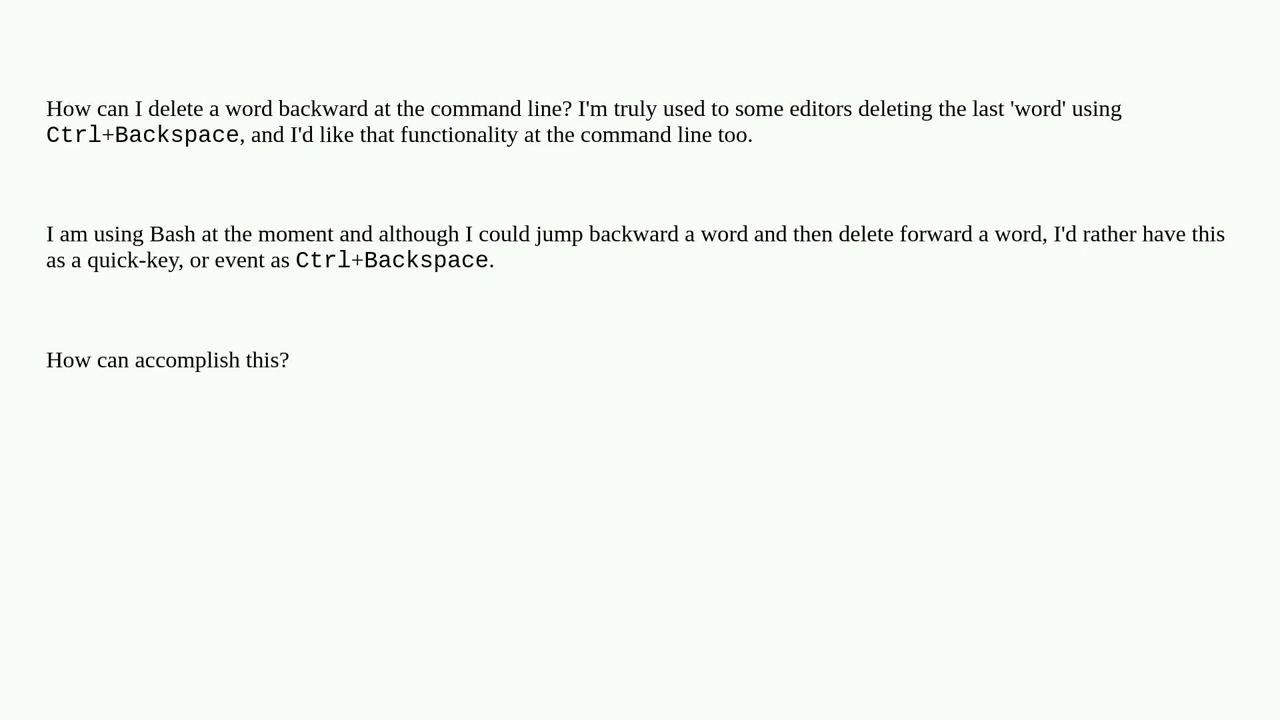 How can I delete a word backward at the command line? I'm truly used to some editors deleting the last 'word' using
Ctrl+Backspace, and I'd like that functionality at the command line too.
I am using Bash at the moment and although I could jump backward a word and then delete forward a word, I'd rather have this
as a quick-key, or event as Ctrl+Backspace.
How can accomplish this?